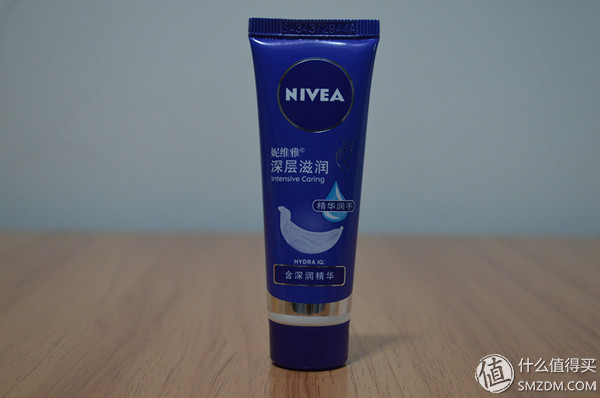 NIVEA
妮维雅®
深层滋润
Intensive Caring
精华润手
HYDRA IQ
含深润精华
值 什么值得买
SMZDM.COM